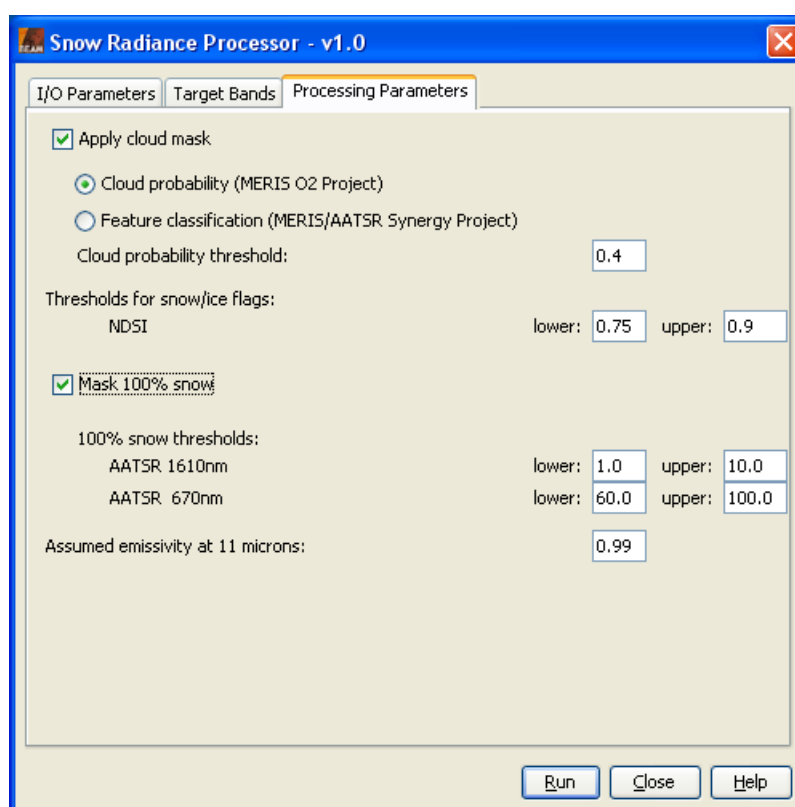 Snow Radiance Processor - v1.0
I/O Parameters Target Bands Processing Parameters
Apply cloud mask
Cloud probability (MERIS O2 Project)
Feature classification (MERIS/AATSR Synergy Project)
Cloud probability threshold: 0.4
Thresholds for snow/ice flags:
NDSI lower: 0.75 upper: 0.9
Mask 100% snow
100% snow thresholds:
AATSR 1610nm lower: 1.0 upper: 10.0
AATSR 670nm lower: 60.0 upper: 100.0
Assumed emissivity at 11 microns: 0.99
Run Close Help